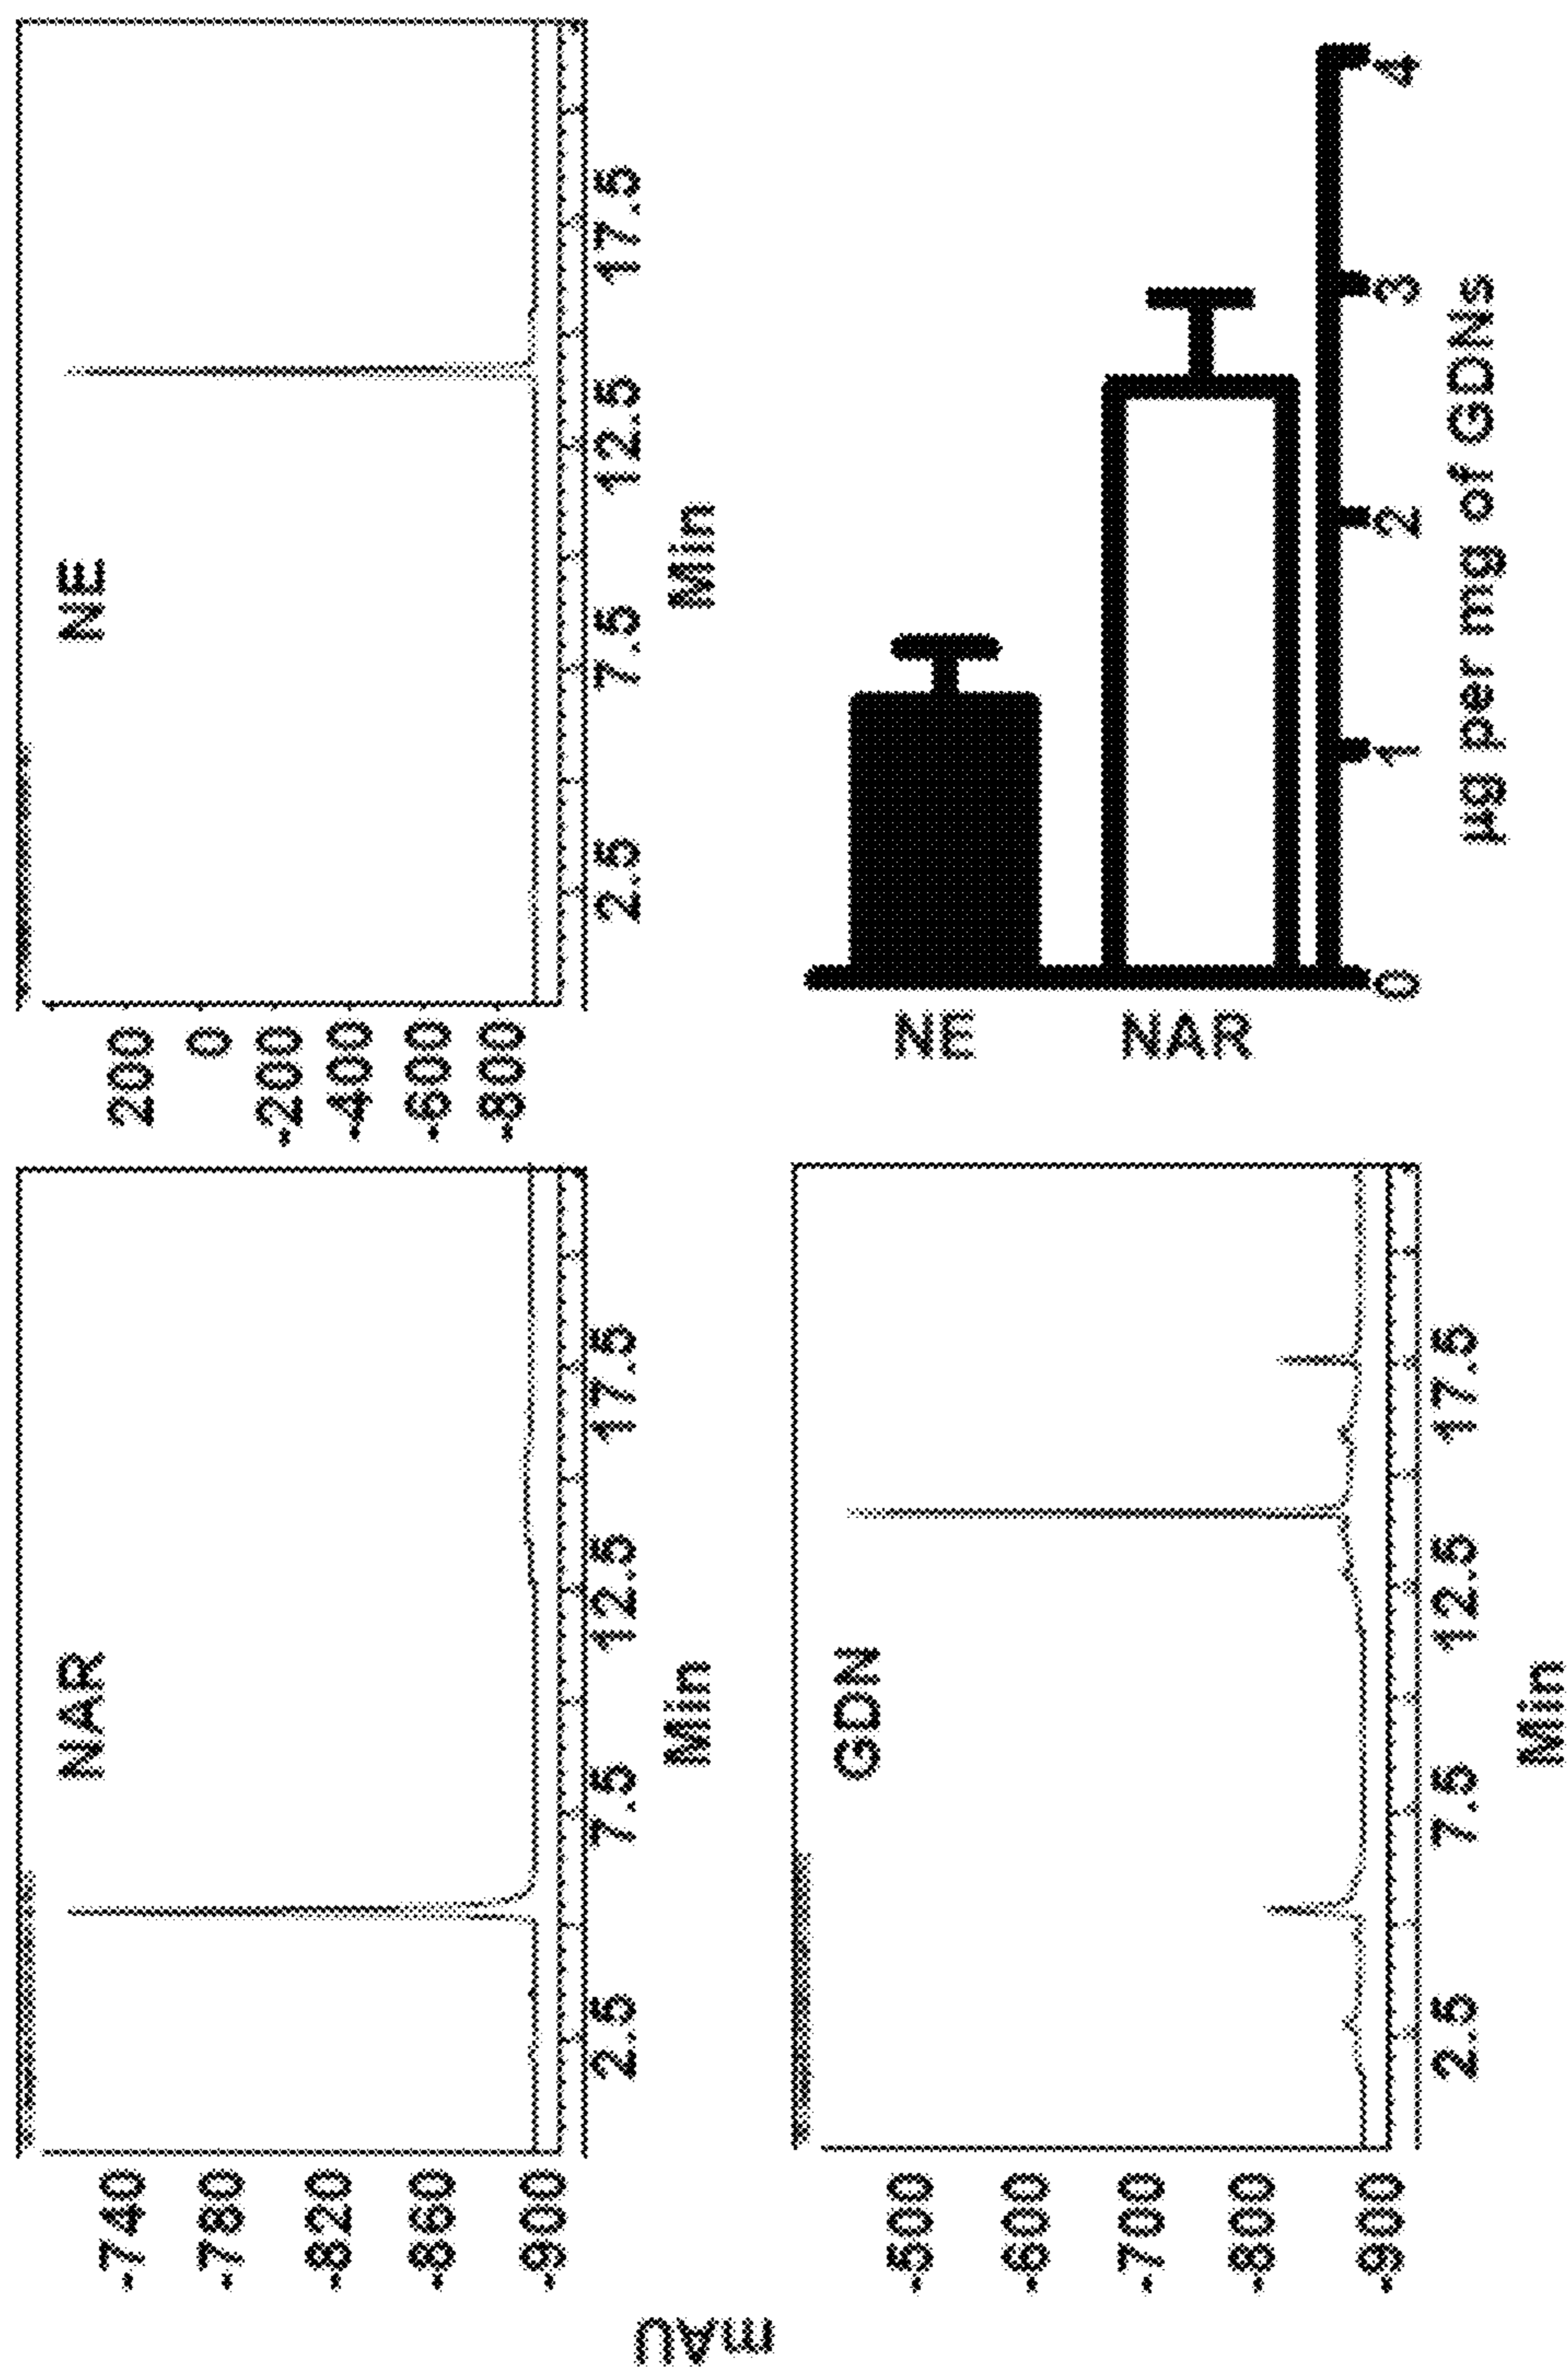 mAU
NAR
-740
-780
-820
-860
-900
2.5 7.5 12.5 17.5
Min
NE
200
0
-200
-400
-600
-800
2.5 7.5 12.5 17.5
Min
GDN
-500
-600
-700
-800
-900
2.5 7.5 12.5 17.5
Min
NE
NAR
0 1 2 3 4
µg per mg of GDNs